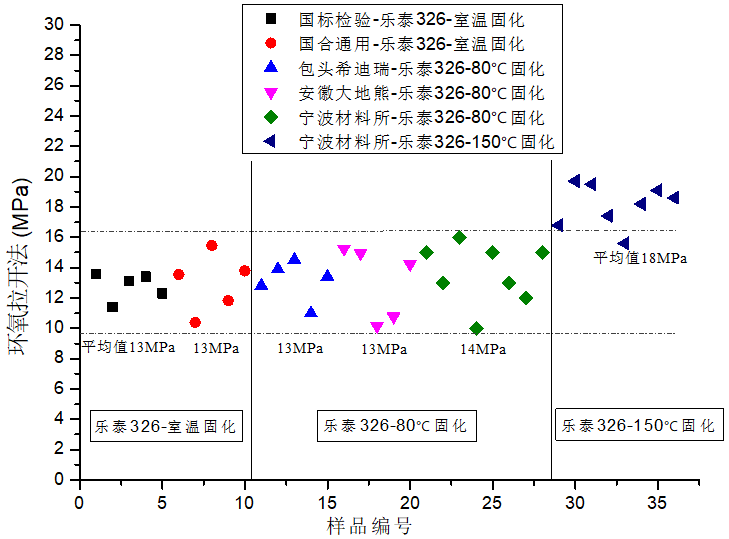 国标检验-乐泰326-室温固化
国合通用-乐泰326-室温固化
包头希迪瑞-乐泰326-80℃固化
安徽大地熊-乐泰326-80℃固化
宁波材料所-乐泰326-80℃固化
宁波材料所-乐泰326-150℃固化
环氧拉开法 (MPa)
30
28
26
24
22
20
18
16
14
12
10
8
6
4
2
0
平均值18MPa
平均值13MPa
13MPa
13MPa
13MPa
14MPa
乐泰326-室温固化
乐泰326-80℃固化
乐泰326-150℃固化
0
5
10
15
20
25
30
35
样品编号